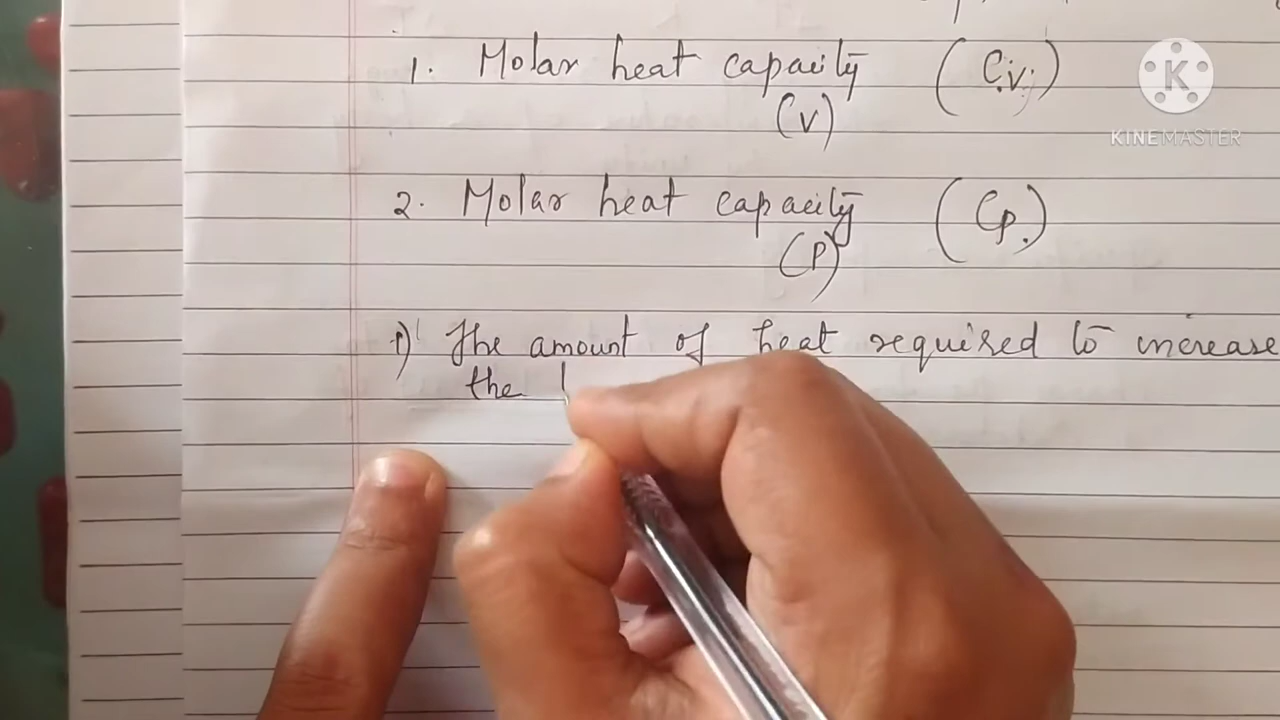 1. Molar heat capacity (Cv)
(V)
KINEMASTER
2. Molar heat capacity (Cp.)
(P)
1) The amount of heat required to increase
the